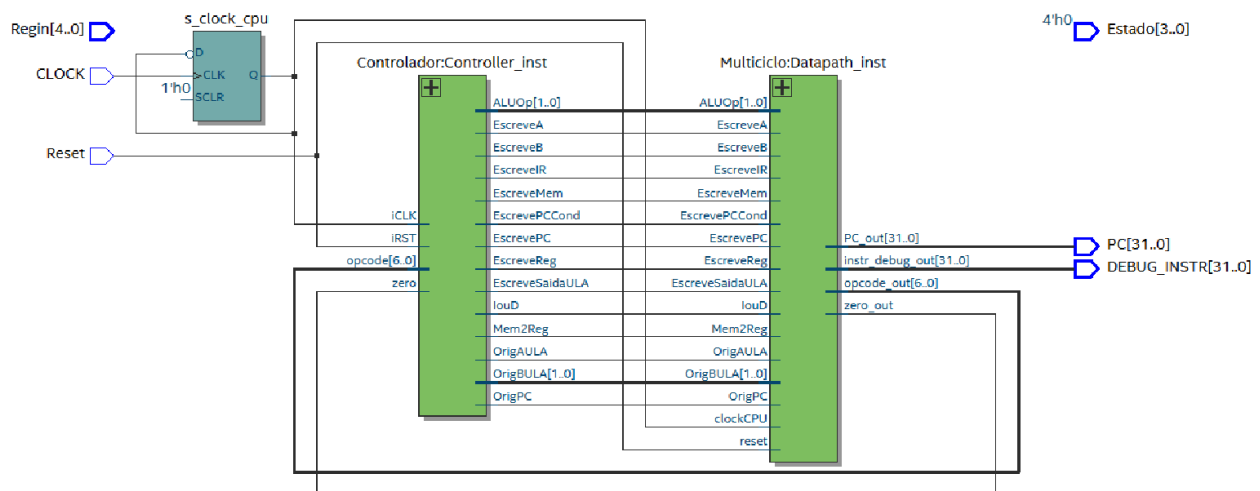 Regin[4..0]
CLOCK
Reset
s_clock_cpu
D
CLK
Q
1'h0
SCLR
Controlador:Controller_inst
iCLK
iRST
opcode[6..0]
zero
ALUOp[1..0]
EscreveA
EscreveB
EscreveIR
EscreveMem
EscrevePCCond
EscrevePC
EscreveReg
EscreveSaidaULA
IouD
Mem2Reg
OrigAULA
OrigBULA[1..0]
OrigPC
Multiciclo:Datapath_inst
ALUOp[1..0]
EscreveA
EscreveB
EscreveIR
EscreveMem
EscrevePCCond
EscrevePC
EscreveReg
EscreveSaidaULA
IouD
Mem2Reg
OrigAULA
OrigBULA[1..0]
OrigPC
clockCPU
reset
PC_out[31..0]
instr_debug_out[31..0]
opcode_out[6..0]
zero_out
4'h0
Estado[3..0]
PC[31..0]
DEBUG_INSTR[31..0]